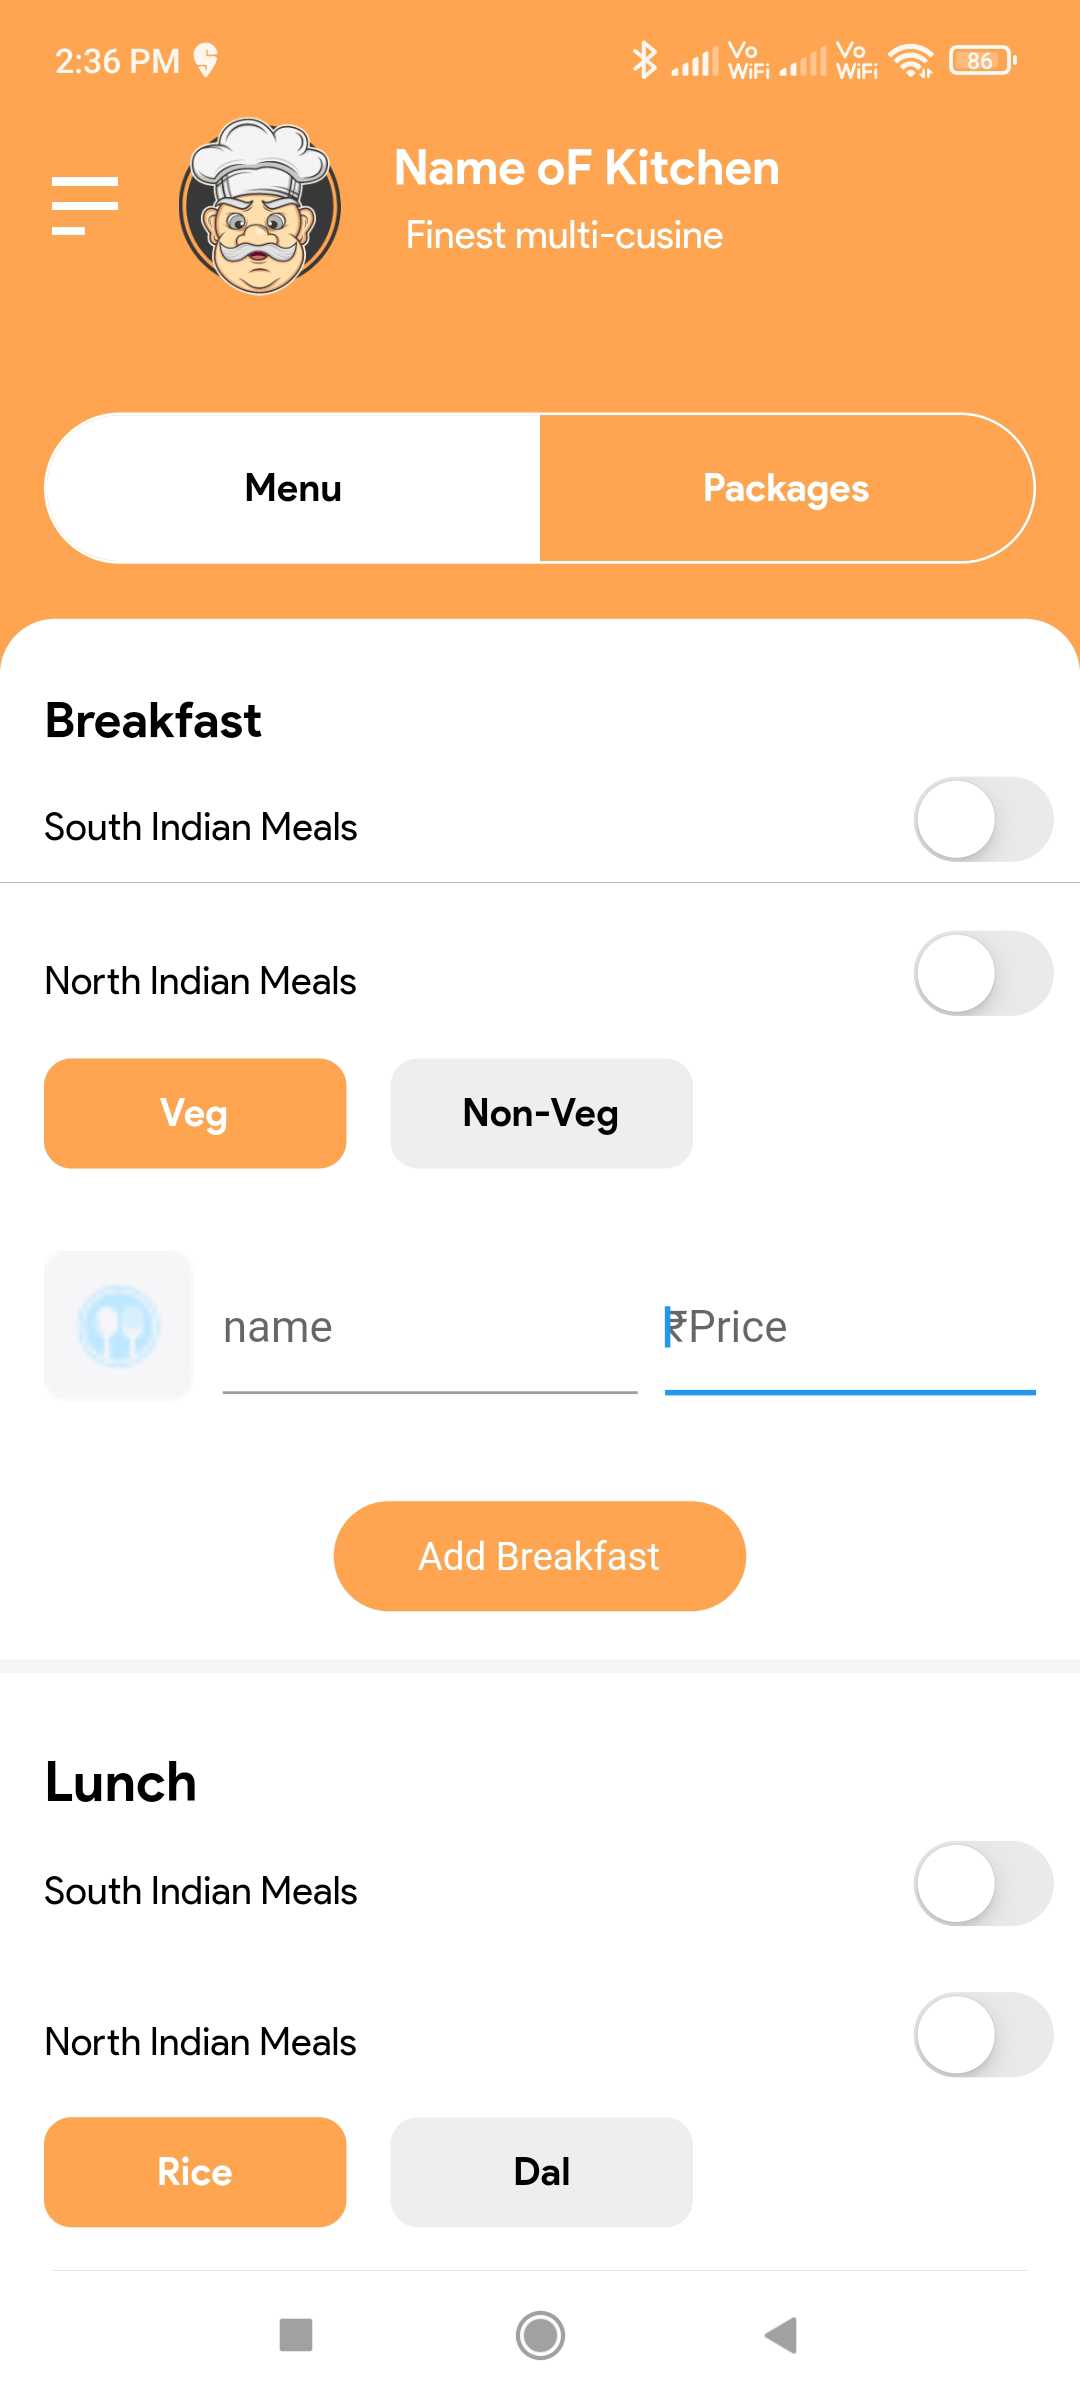 2:36 PM
Vo WiFi Vo WiFi 86
Name oF Kitchen
Finest multi-cusine
Menu Packages
Breakfast
South Indian Meals
North Indian Meals
Veg Non-Veg
name ₹Price
Add Breakfast
Lunch
South Indian Meals
North Indian Meals
Rice Dal